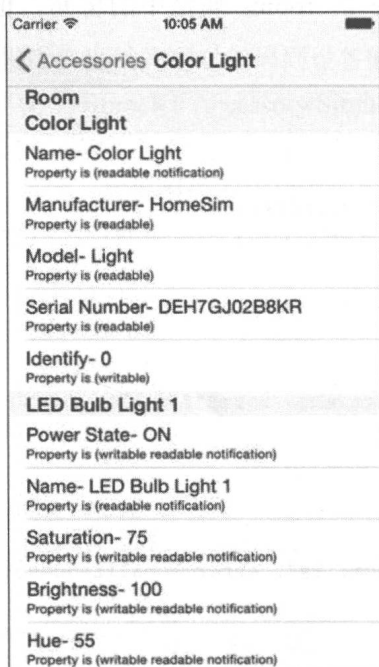 Carrier 10:05 AM
Accessories Color Light
Room
Color Light
Name- Color Light
Property is (readable notification)
Manufacturer- HomeSim
Property is (readable)
Model- Light
Property is (readable)
Serial Number- DEH7GJ02B8KR
Property is (readable)
Identify- 0
Property is (writable)
LED Bulb Light 1
Power State- ON
Property is (writable readable notification)
Name- LED Bulb Light 1
Property is (readable notification)
Saturation- 75
Property is (writable readable notification)
Brightness- 100
Property is (writable readable notification)
Hue- 55
Property is (writable readable notification)